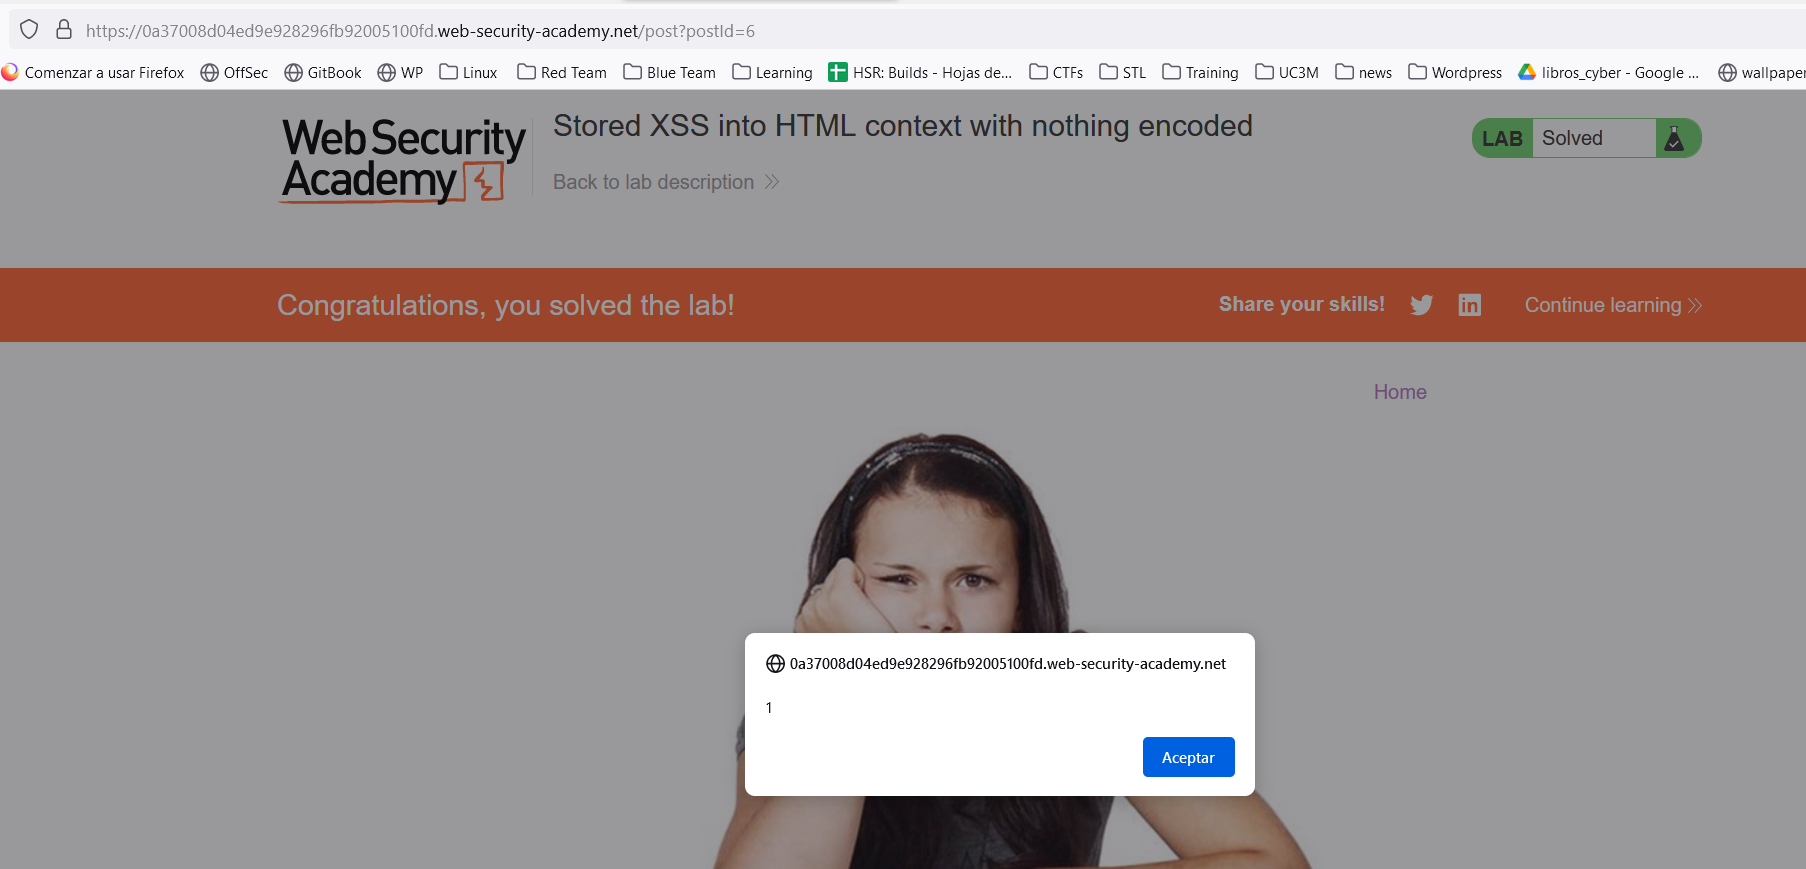 https://0a37008d04ed9e928296fb92005100fd.web-security-academy.net/post?postId=6
Comenzar a usar Firefox OffSec GitBook WP Linux Red Team Blue Team Learning HSR: Builds - Hojas de... CTFs STL Training UC3M news Wordpress libros_cyber - Google ... wallpaper
Web Security
Academy
Stored XSS into HTML context with nothing encoded
Back to lab description
LAB Solved
Congratulations, you solved the lab!
Share your skills!
Continue learning
Home
0a37008d04ed9e928296fb92005100fd.web-security-academy.net
1
Aceptar